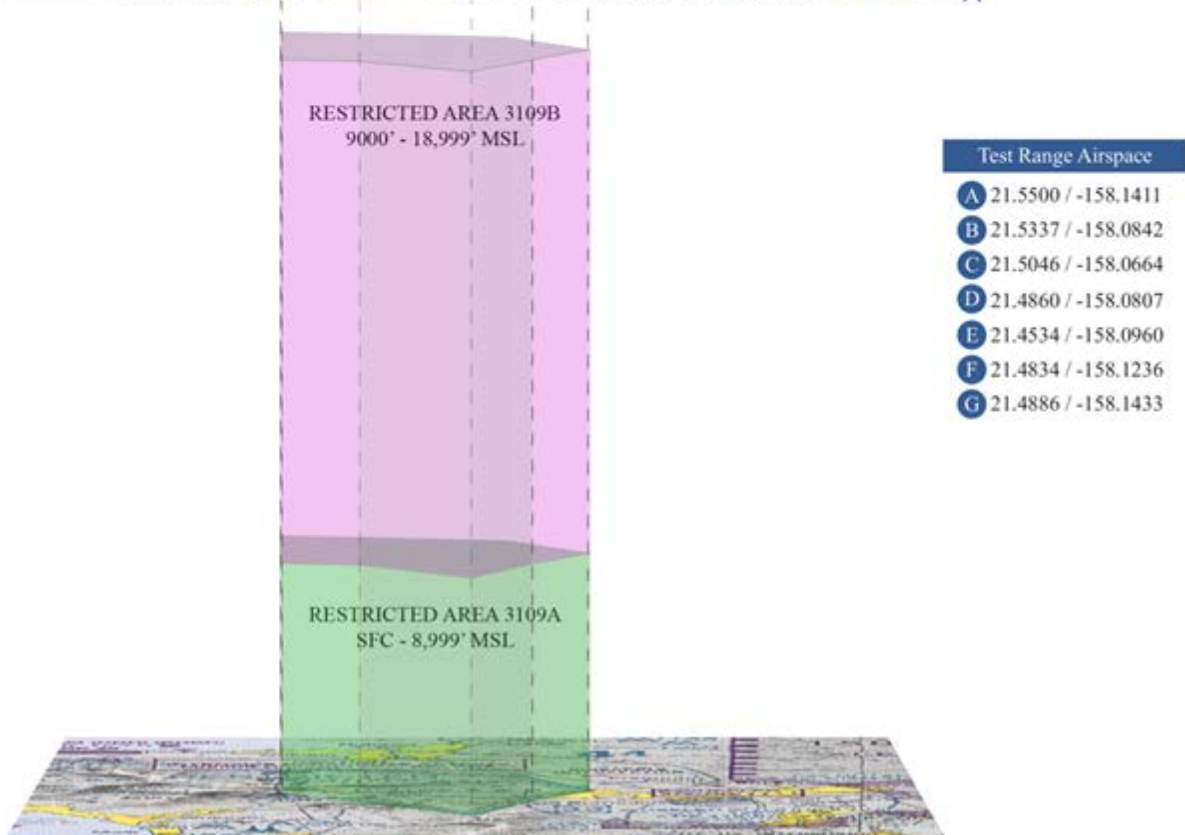 RESTRICTED AREA 3109B
9000’ - 18,999’ MSL
Test Range Airspace
A 21.5500 / -158.1411
B 21.5337 / -158.0842
C 21.5046 / -158.0664
D 21.4860 / -158.0807
E 21.4534 / -158.0960
F 21.4834 / -158.1236
G 21.4886 / -158.1433
RESTRICTED AREA 3109A
SFC - 8,999’ MSL